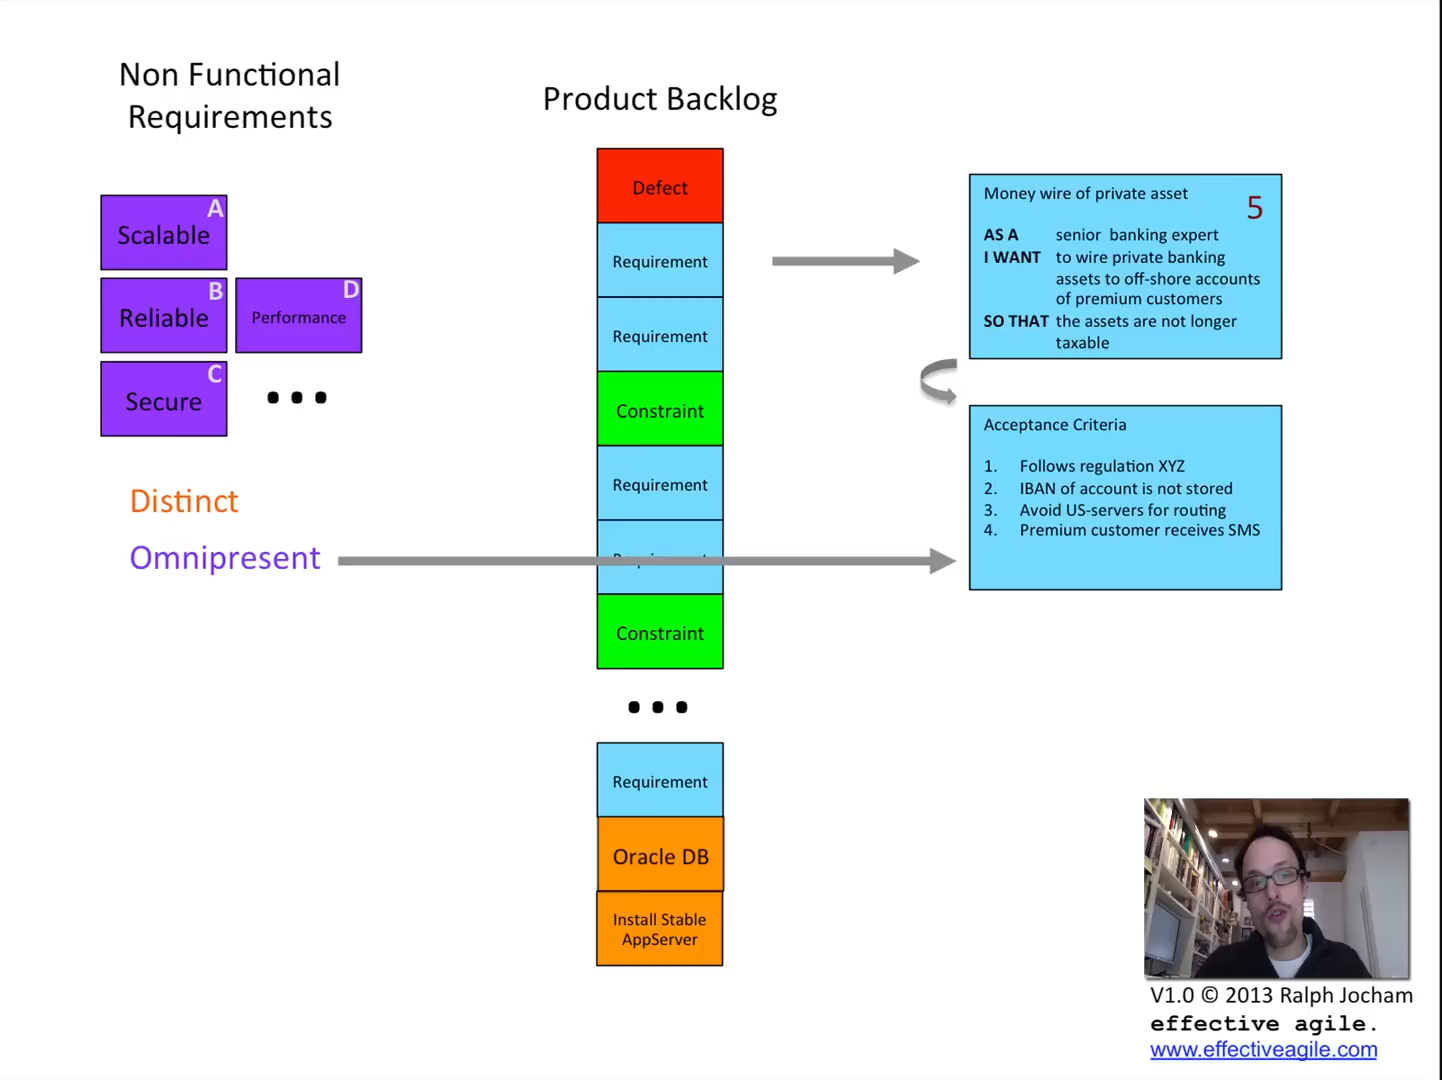 Non Functional
Requirements
Product Backlog
A
Scalable
B
Reliable
D
Performance
C
Secure
...
Distinct
Omnipresent
Defect
Requirement
Requirement
Constraint
Requirement
Constraint
...
Requirement
Oracle DB
Install Stable
AppServer
Money wire of private asset
5
AS A senior banking expert
I WANT to wire private banking
assets to off-shore accounts
of premium customers
SO THAT the assets are not longer
taxable
Acceptance Criteria
1. Follows regulation XYZ
2. IBAN of account is not stored
3. Avoid US-servers for routing
4. Premium customer receives SMS
V1.0 © 2013 Ralph Jocham
effective agile.
www.effectiveagile.com